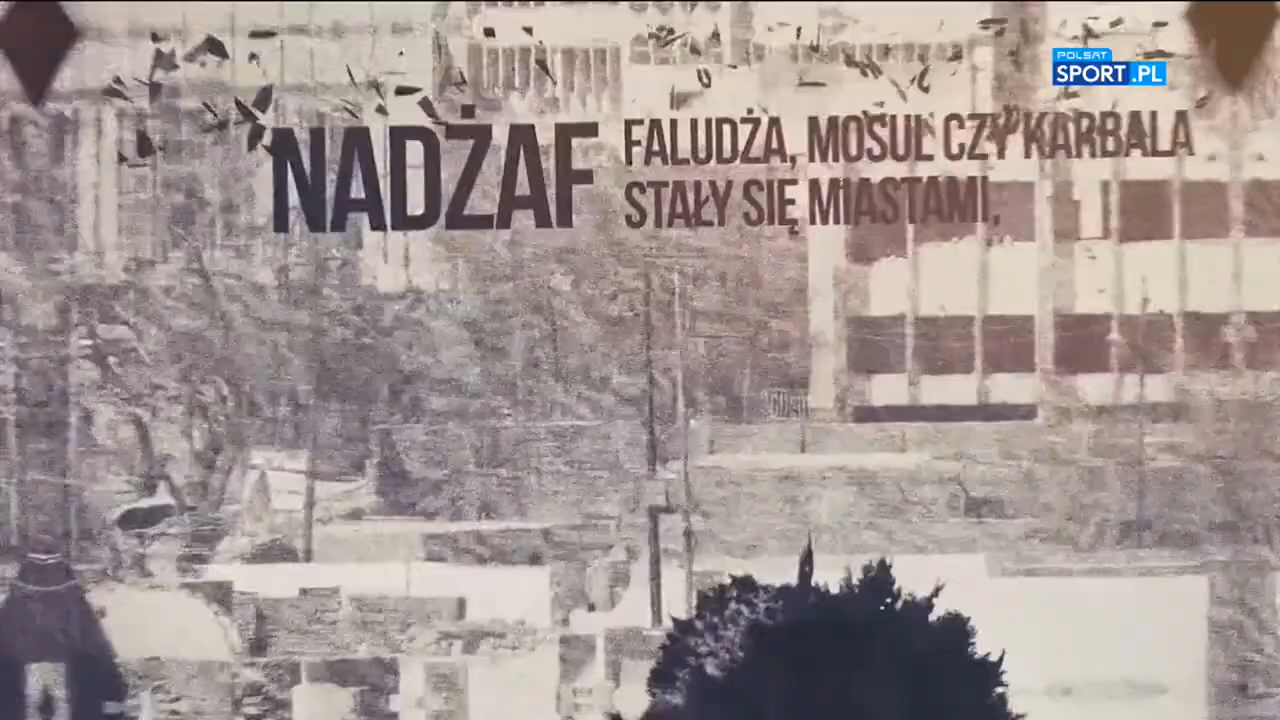 POLSAT
SPORT.PL
NADŻAF
FALUDŻA, MOSUL CZY KARBALA
STAŁY SIĘ MIASTAMI,